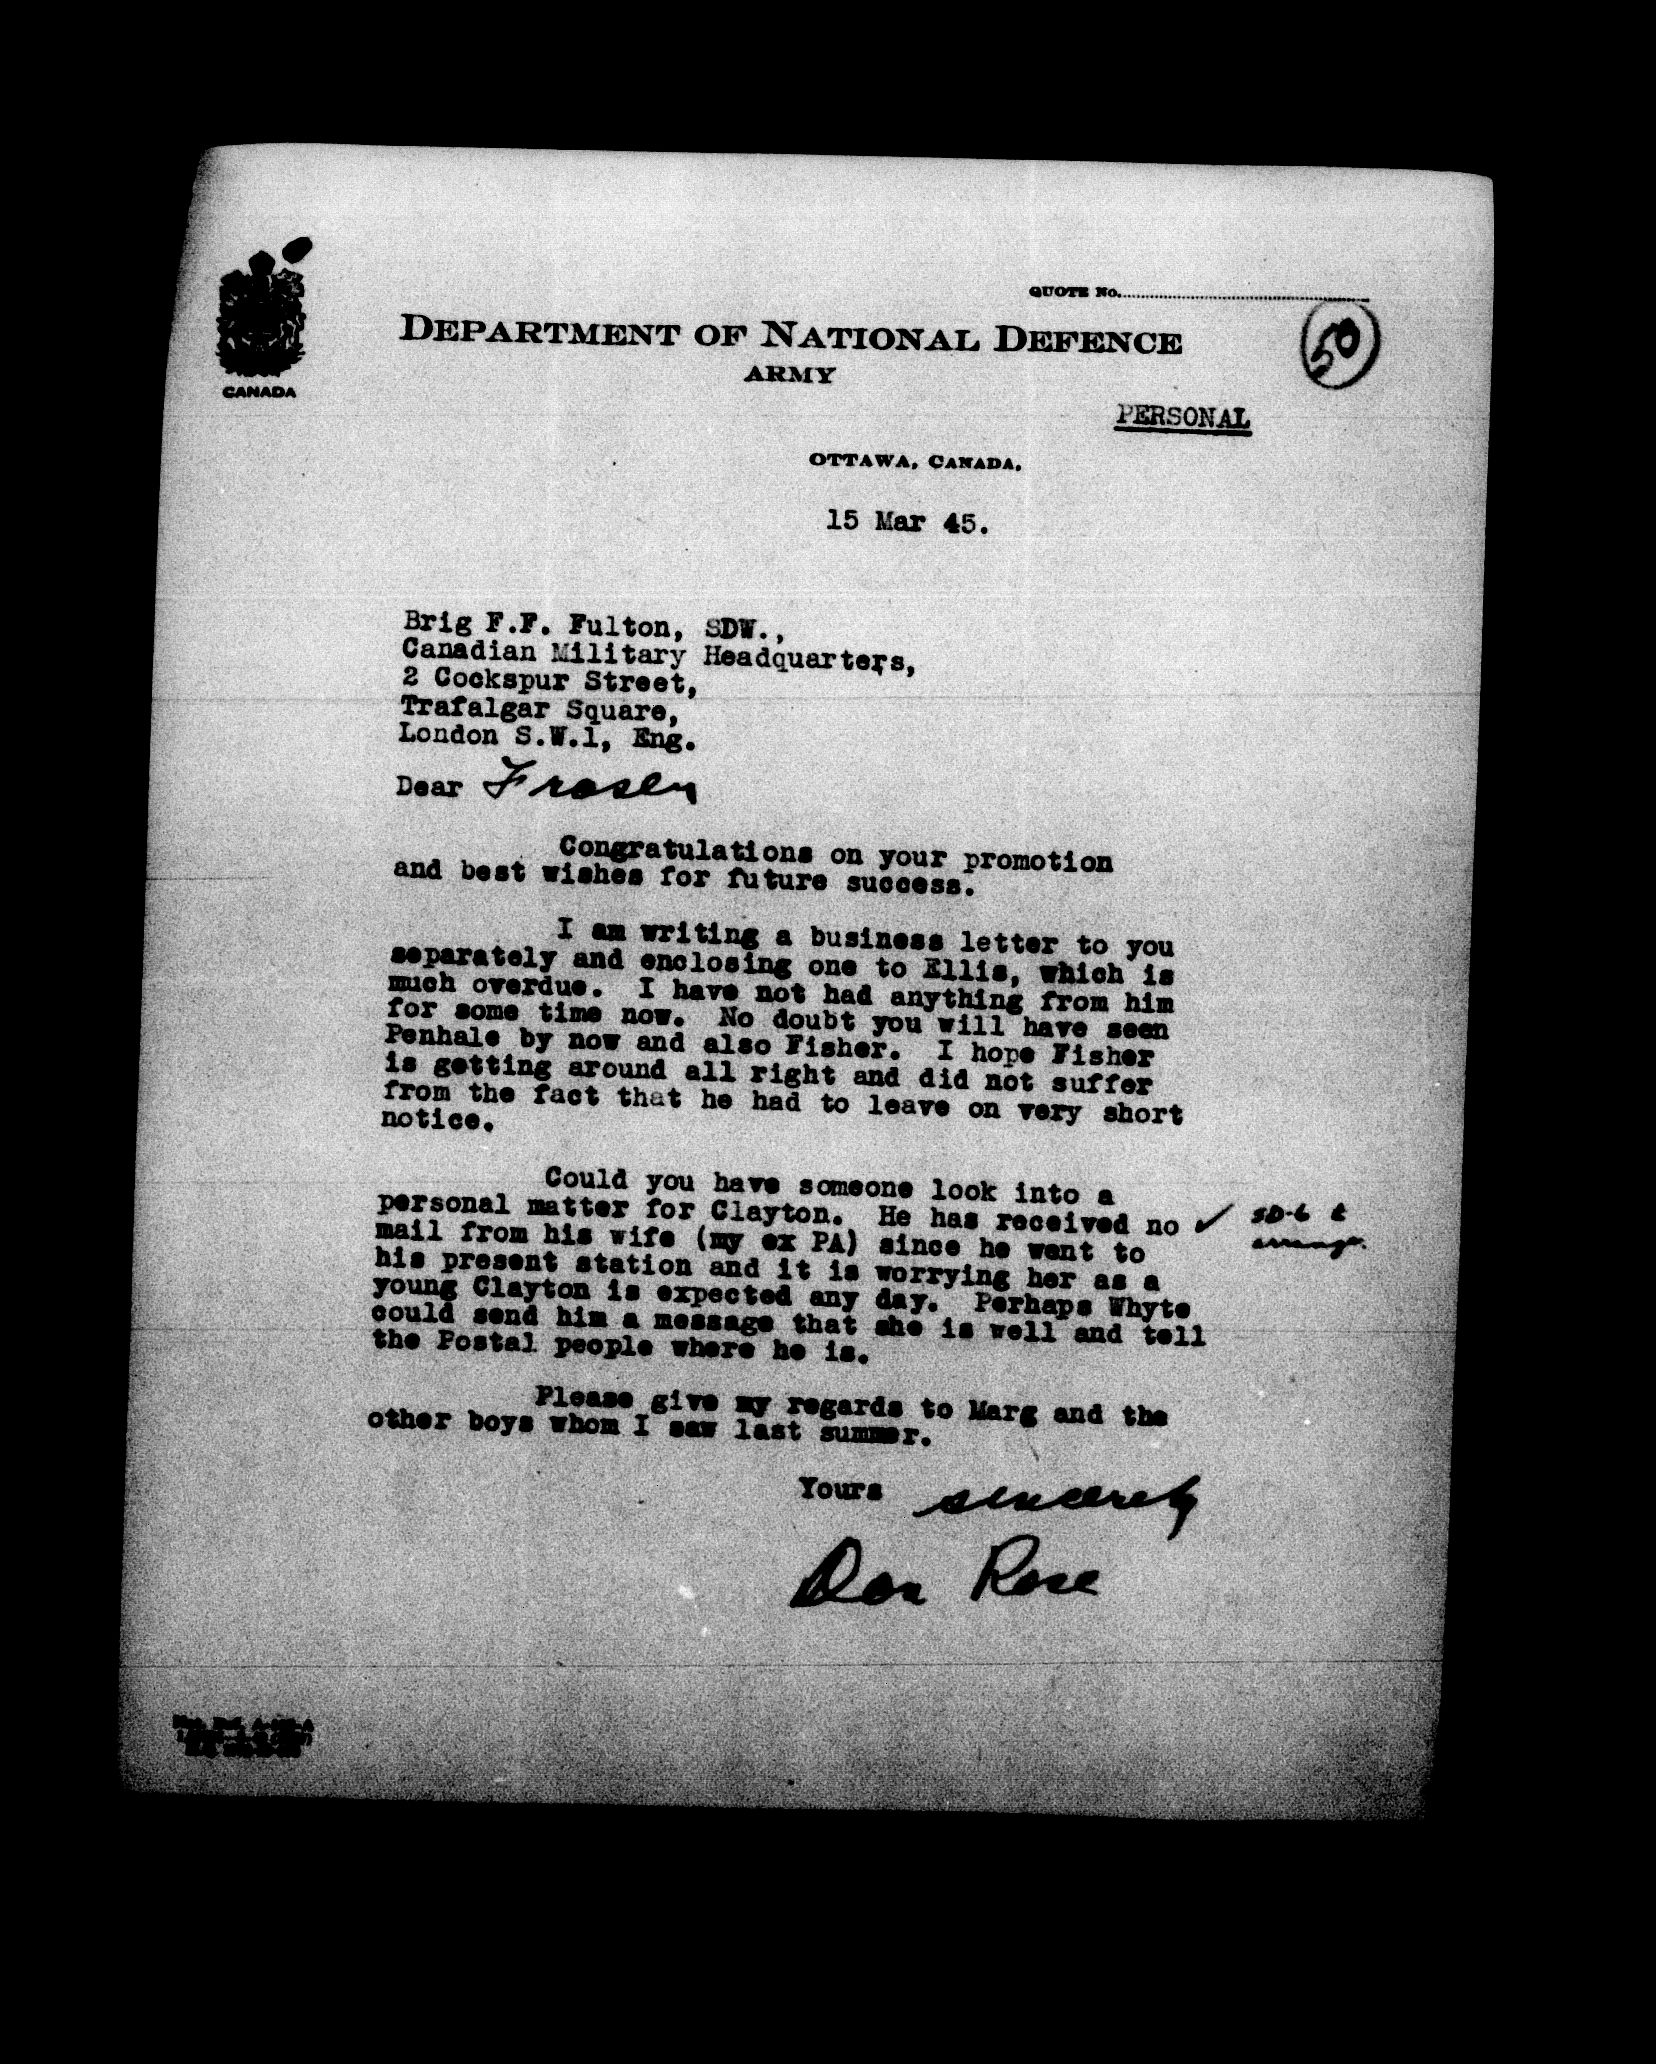 QUOTE No.
DEPARTMENT OF NATIONAL DEFENCE
ARMY
CANADA
50
PERSONAL
OTTAWA, CANADA,
15 Mar 45.
Brig F.F. Fulton, SDW.,
Canadian Military Headquarters,
2 Cockspur Street,
Trafalgar Square,
London S.W.1, Eng.
Dear Fraser
Congratulations on your promotion
and best wishes for future success.
I am writing a business letter to you
separately and enclosing one to Ellis, which is
much overdue. I have not had anything from him
for some time now. No doubt you will have seen
Penhale by now and also Fisher. I hope Fisher
is getting around all right and did not suffer
from the fact that he had to leave on very short
notice.
Could you have someone look into a
personal matter for Clayton. He has received no ✓ SD-6 to
mail from his wife (my ex PA) since he went to arrange.
his present station and it is worrying her as a
young Clayton is expected any day. Perhaps Whyte
could send him a message that she is well and tell
the Postal people where he is.
Please give my regards to Marg and the
other boys whom I saw last summer.
Yours sincerely
Don Rose